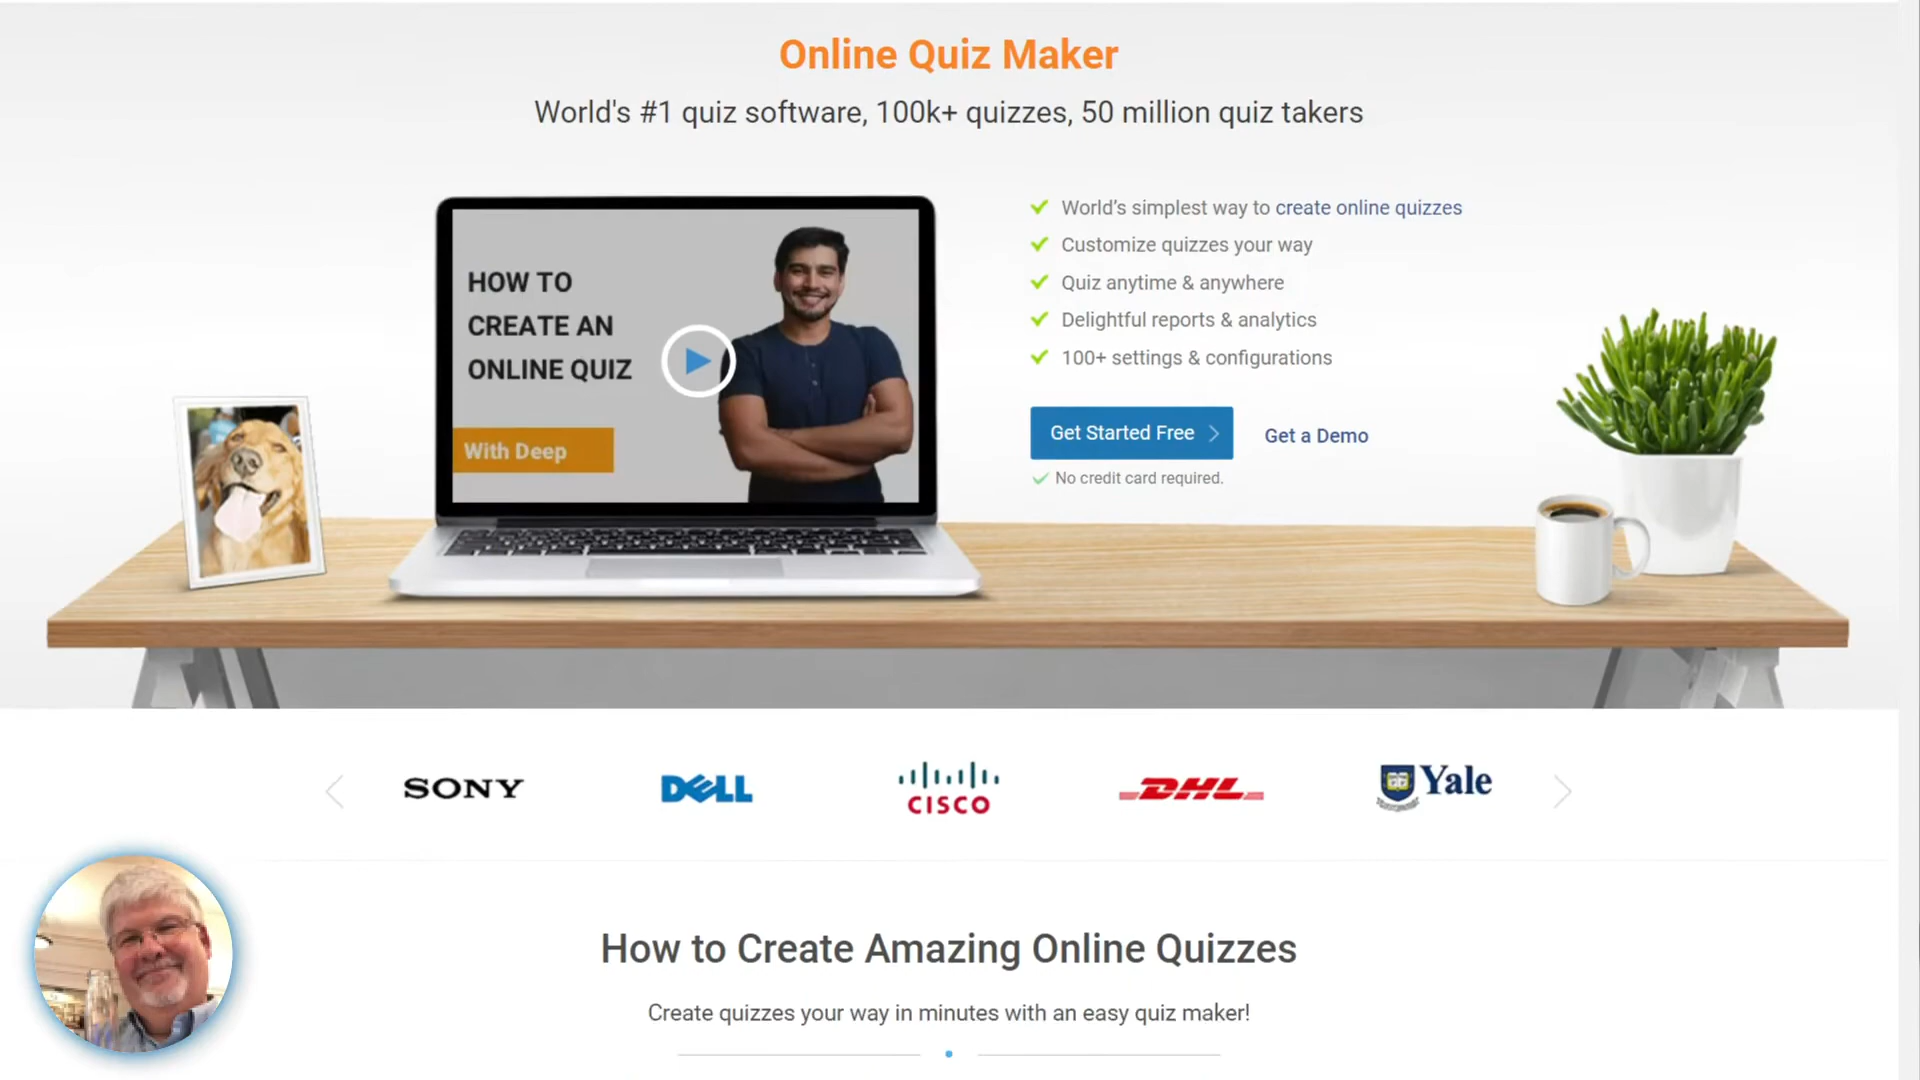 Online Quiz Maker
World's #1 quiz software, 100k+ quizzes, 50 million quiz takers
HOW TO
CREATE AN
ONLINE QUIZ
With Deep
World's simplest way to create online quizzes
Customize quizzes your way
Quiz anytime & anywhere
Delightful reports & analytics
100+ settings & configurations
Get Started Free
Get a Demo
No credit card required.
SONY
DELL
CISCO
DHL
Yale
How to Create Amazing Online Quizzes
Create quizzes your way in minutes with an easy quiz maker!